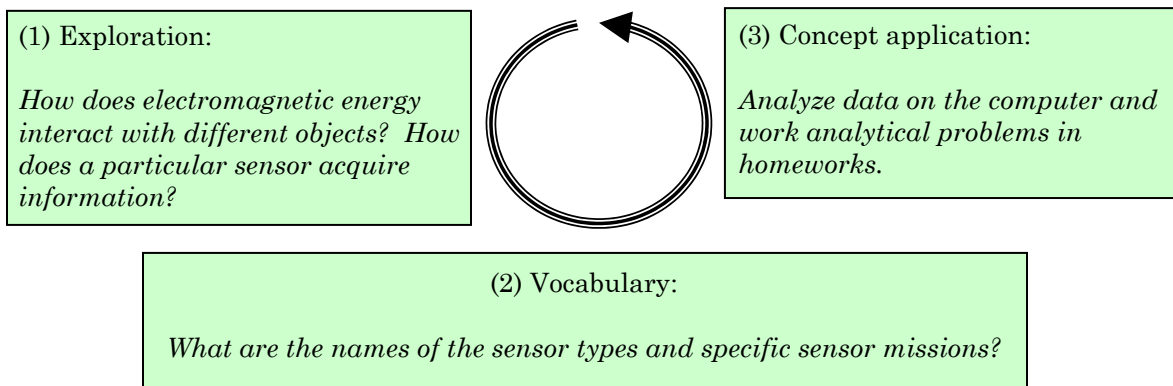 (1) Exploration:
How does electromagnetic energy
interact with different objects?  How
does a particular sensor acquire
information?
(3) Concept application:
Analyze data on the computer and
work analytical problems in
homeworks.
(2) Vocabulary:
What are the names of the sensor types and specific sensor missions?